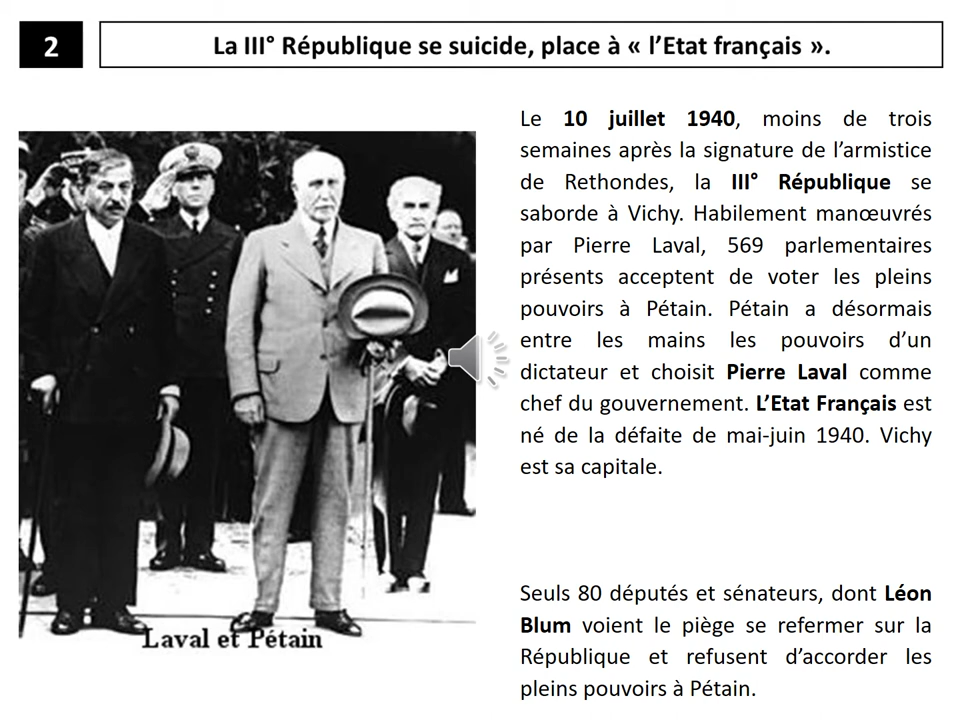 2
La III° République se suicide, place à « l’Etat français ».
Le 10 juillet 1940, moins de trois
semaines après la signature de l’armistice
de Rethondes, la III° République se
saborde à Vichy. Habilement manœuvrés
par Pierre Laval, 569 parlementaires
présents acceptent de voter les pleins
pouvoirs à Pétain. Pétain a désormais
entre les mains les pouvoirs d’un
dictateur et choisit Pierre Laval comme
chef du gouvernement. L’Etat Français est
né de la défaite de mai-juin 1940. Vichy
est sa capitale.
Laval et Pétain
Seuls 80 députés et sénateurs, dont Léon
Blum voient le piège se refermer sur la
République et refusent d’accorder les
pleins pouvoirs à Pétain.